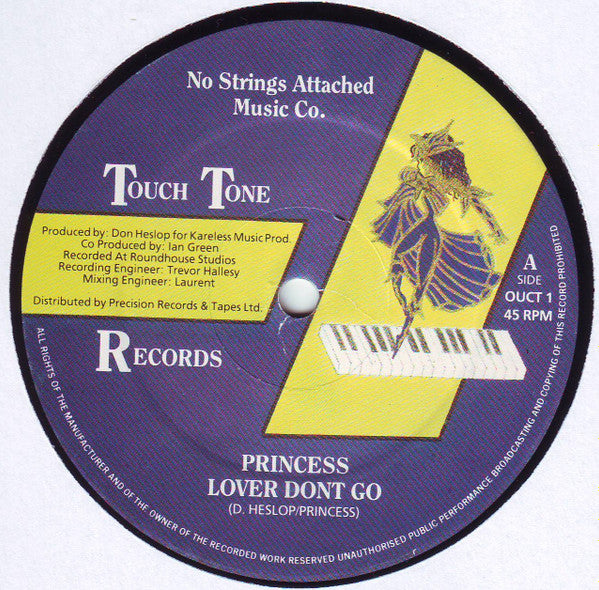 No Strings Attached
Music Co.
TOUCH TONE
Produced by: Don Heslop for Kareless Music Prod.
Co Produced by: Ian Green
Recorded At Roundhouse Studios
Recording Engineer: Trevor Hallesy
Mixing Engineer: Laurent
Distributed by Precision Records & Tapes Ltd.
RECORDS
A
SIDE
OUCT 1
45 RPM
PRINCESS
LOVER DONT GO
(D. HESLOP/PRINCESS)
ALL RIGHTS OF THE MANUFACTURER AND OF THE OWNER OF THE RECORDED WORK RESERVED UNAUTHORISED PUBLIC PERFORMANCE BROADCASTING AND COPYING OF THIS RECORD PROHIBITED